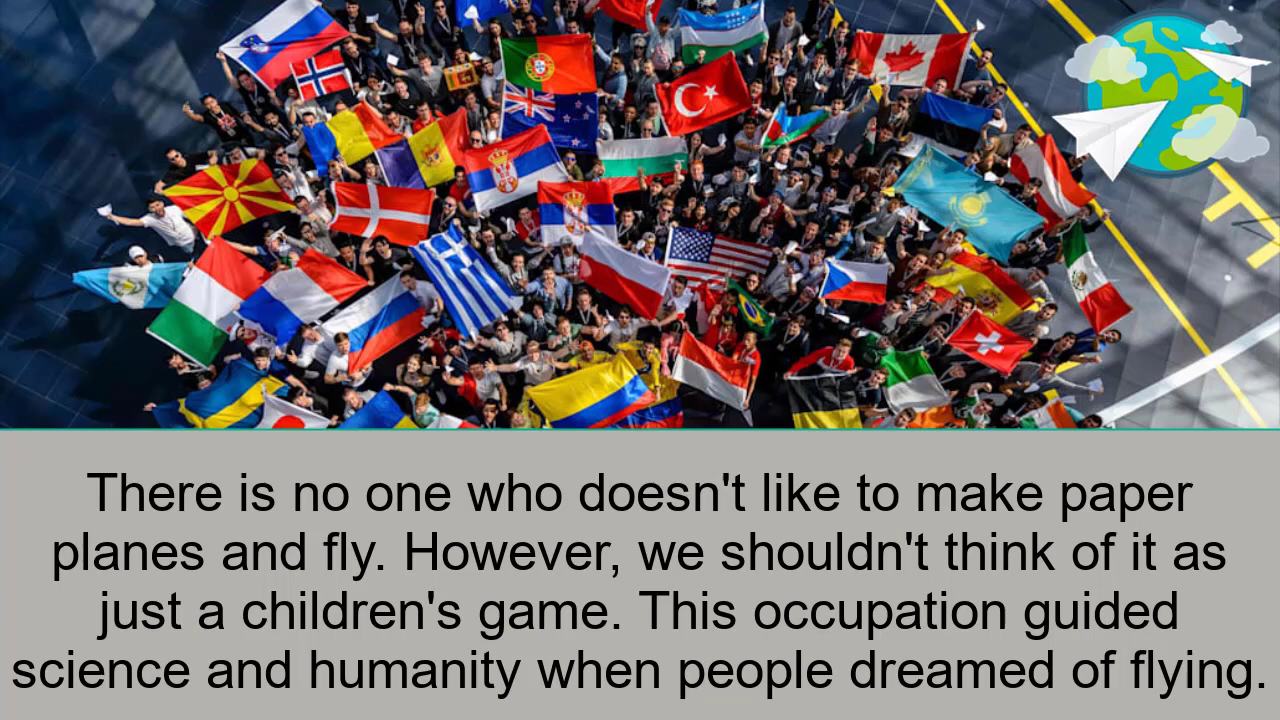 There is no one who doesn't like to make paper
planes and fly. However, we shouldn't think of it as
just a children's game. This occupation guided
science and humanity when people dreamed of flying.